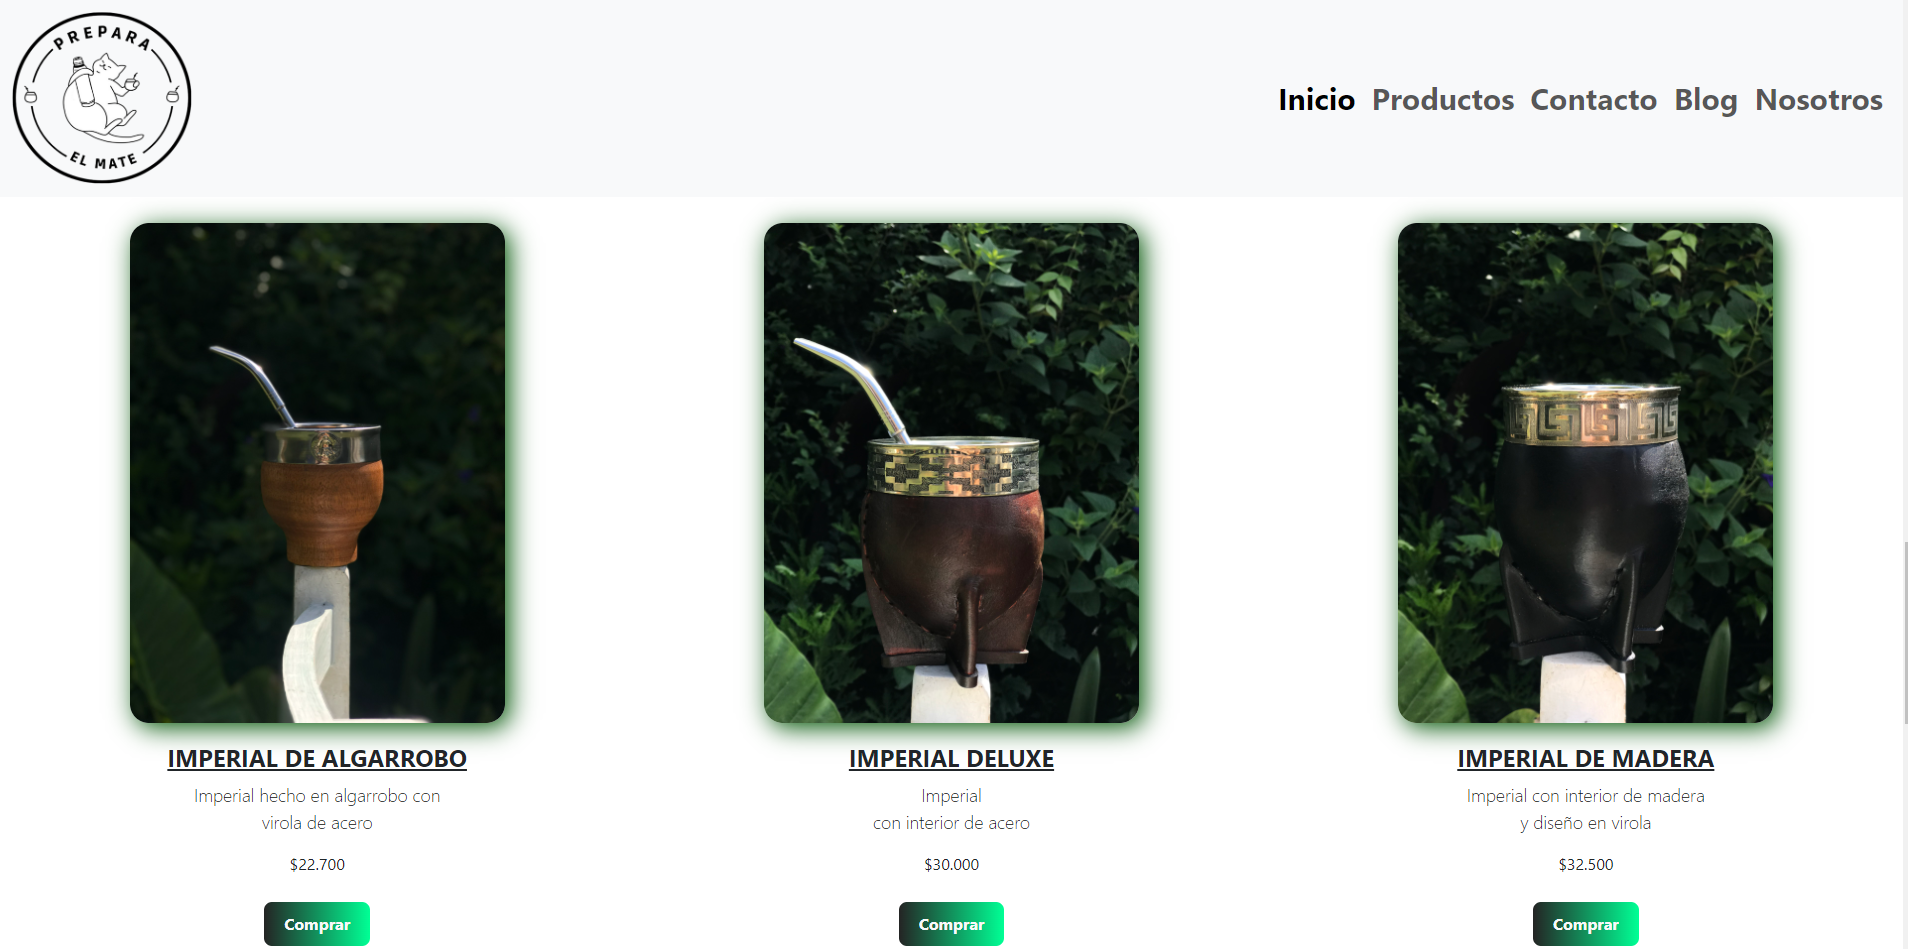 PREPARA
EL MATE
Inicio Productos Contacto Blog Nosotros
IMPERIAL DE ALGARROBO
Imperial hecho en algarrobo con
virola de acero
$22.700
Comprar
IMPERIAL DELUXE
Imperial
con interior de acero
$30.000
Comprar
IMPERIAL DE MADERA
Imperial con interior de madera
y diseño en virola
$32.500
Comprar